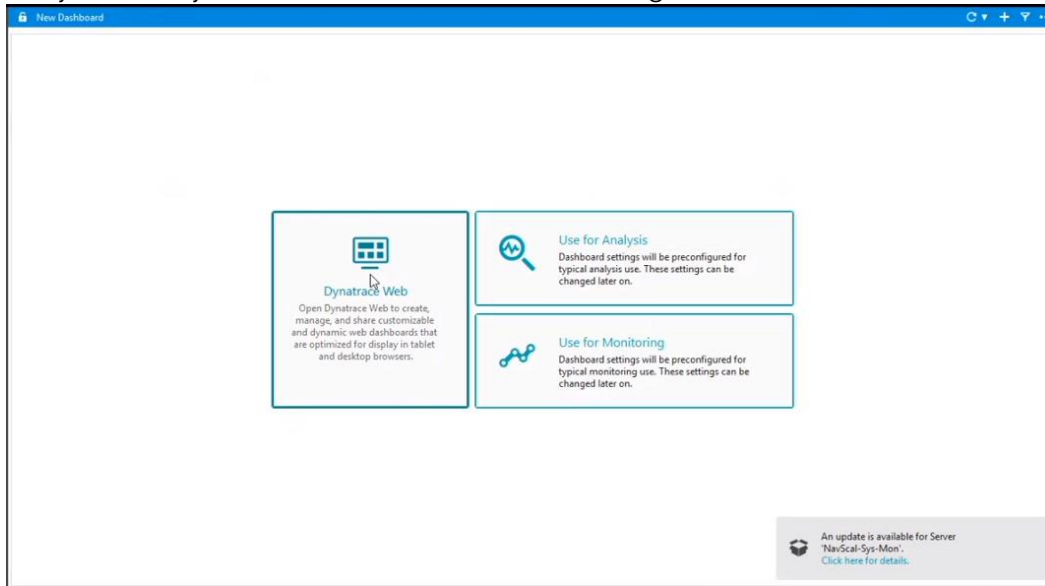 New Dashboard
Dynatrace Web
Open Dynatrace Web to create,
manage, and share customizable
and dynamic web dashboards that
are optimized for display in tablet
and desktop browsers.
Use for Analysis
Dashboard settings will be preconfigured for
typical analysis use. These settings can be
changed later on.
Use for Monitoring
Dashboard settings will be preconfigured for
typical monitoring use. These settings can be
changed later on.
An update is available for Server
'NavScal-Sys-Mon'.
Click here for details.